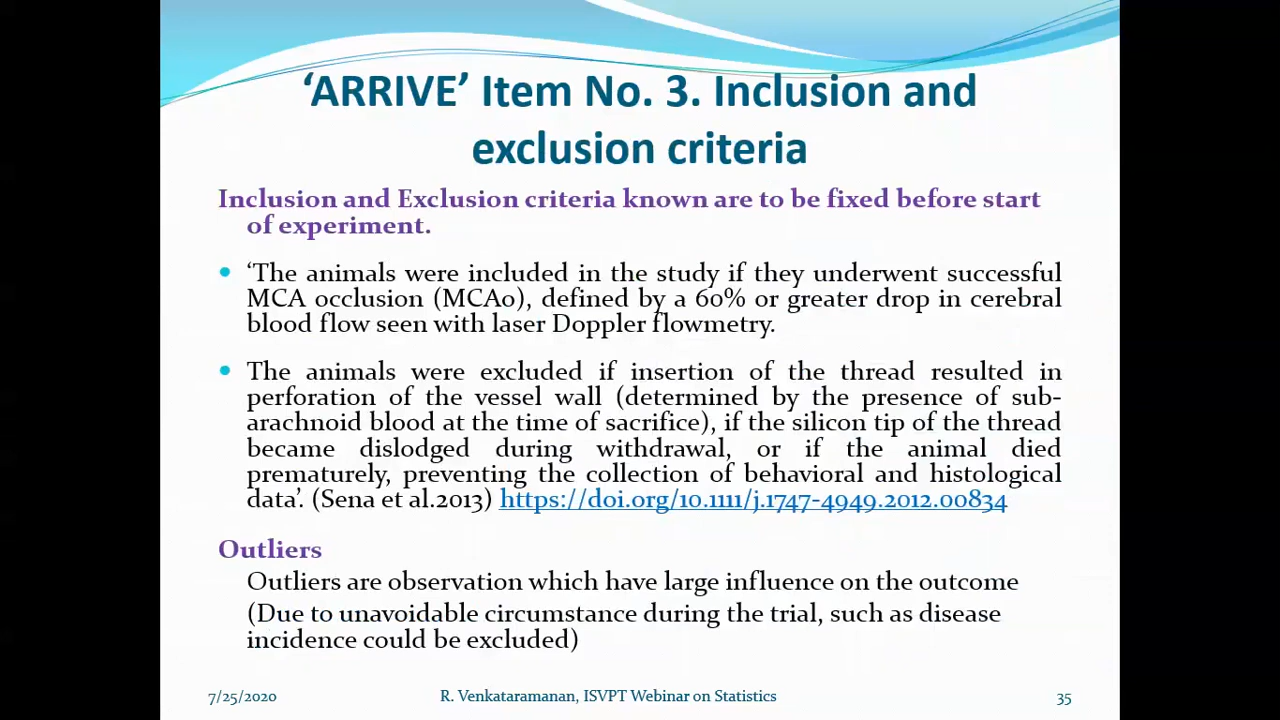 ‘ARRIVE’ Item No. 3. Inclusion and
exclusion criteria
Inclusion and Exclusion criteria known are to be fixed before start
of experiment.
• ‘The animals were included in the study if they underwent successful
MCA occlusion (MCAo), defined by a 60% or greater drop in cerebral
blood flow seen with laser Doppler flowmetry.
• The animals were excluded if insertion of the thread resulted in
perforation of the vessel wall (determined by the presence of sub-
arachnoid blood at the time of sacrifice), if the silicon tip of the thread
became dislodged during withdrawal, or if the animal died
prematurely, preventing the collection of behavioral and histological
data’. (Sena et al.2013) https://doi.org/10.1111/j.1747-4949.2012.00834
Outliers
Outliers are observation which have large influence on the outcome
(Due to unavoidable circumstance during the trial, such as disease
incidence could be excluded)
7/25/2020 R. Venkataramanan, ISVPT Webinar on Statistics 35